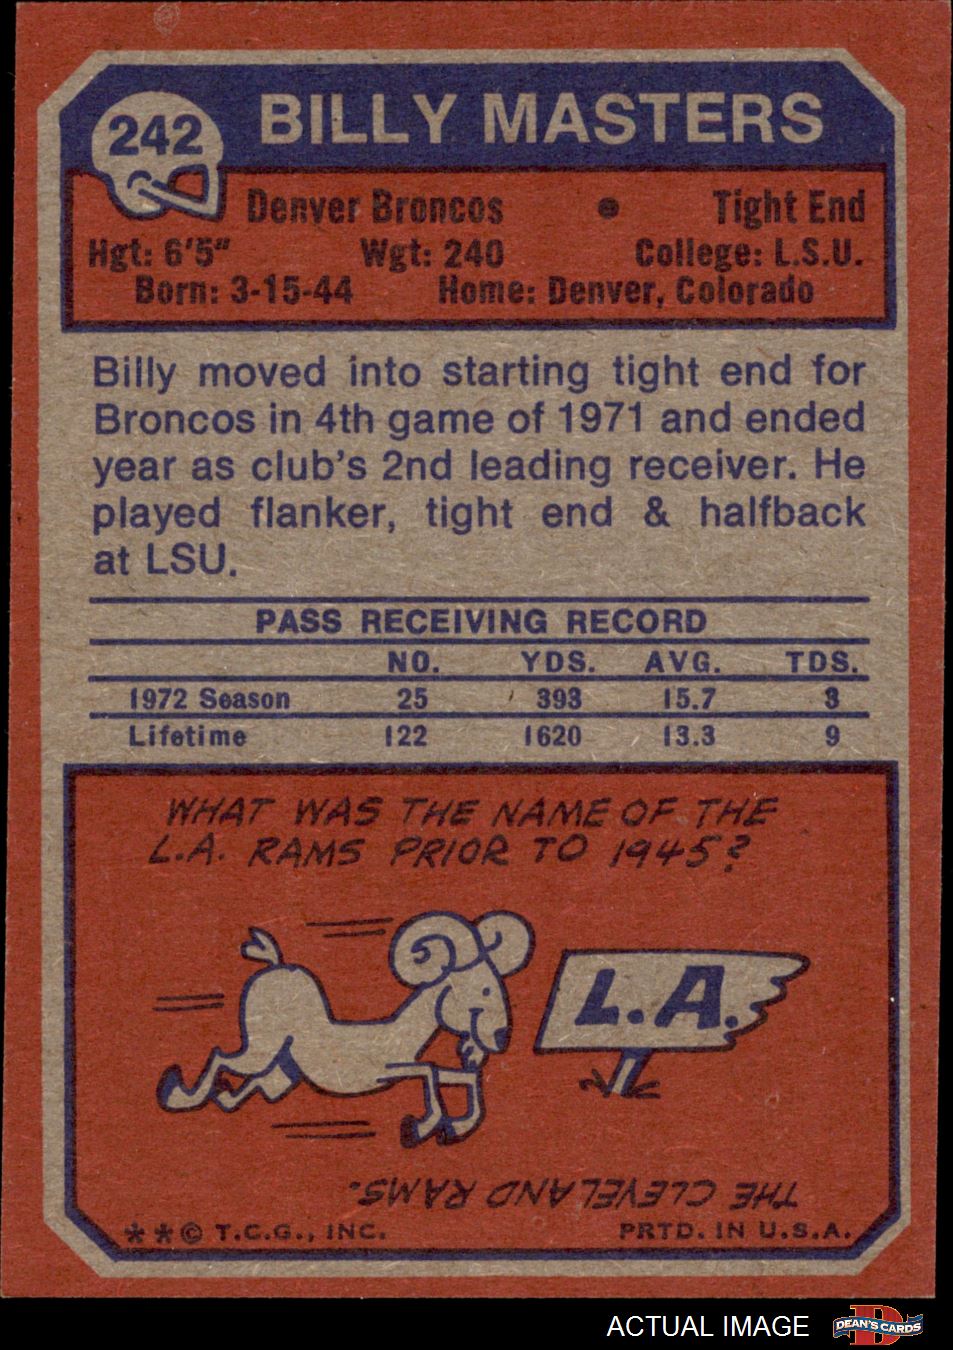 242
BILLY MASTERS
Denver Broncos • Tight End
Hgt: 6'5" Wgt: 240 College: L.S.U.
Born: 3-15-44 Home: Denver, Colorado
Billy moved into starting tight end for
Broncos in 4th game of 1971 and ended
year as club's 2nd leading receiver. He
played flanker, tight end & halfback
at LSU.
PASS RECEIVING RECORD
NO. YDS. AVG. TDS.
1972 Season 25 393 15.7 3
Lifetime 122 1620 13.3 9
WHAT WAS THE NAME OF THE
L.A. RAMS PRIOR TO 1945?
L.A.
THE CLEVELAND RAMS.
**© T.C.G., INC. PRTD. IN U.S.A.
ACTUAL IMAGE
DEAN'S CARDS